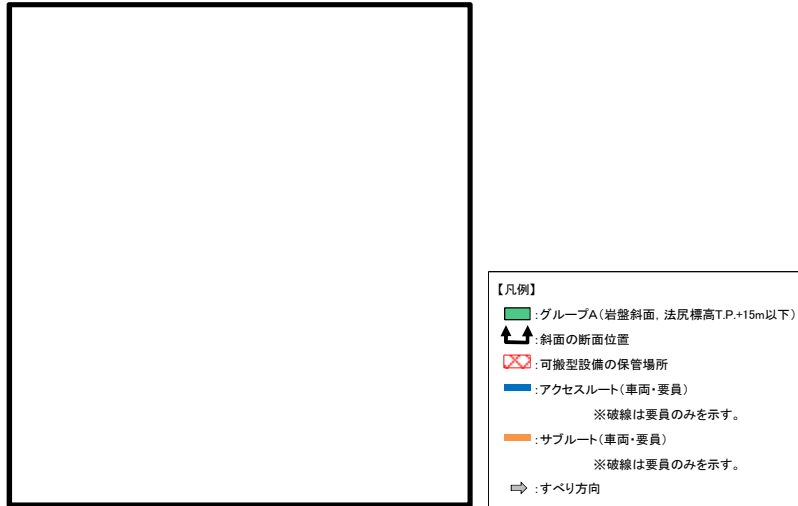 【凡例】
:グループA(岩盤斜面, 法尻標高T.P.+15m以下)
:斜面の断面位置
:可搬型設備の保管場所
:アクセスルート(車両・要員)
※破線は要員のみを示す。
:サブルート(車両・要員)
※破線は要員のみを示す。
:すべり方向